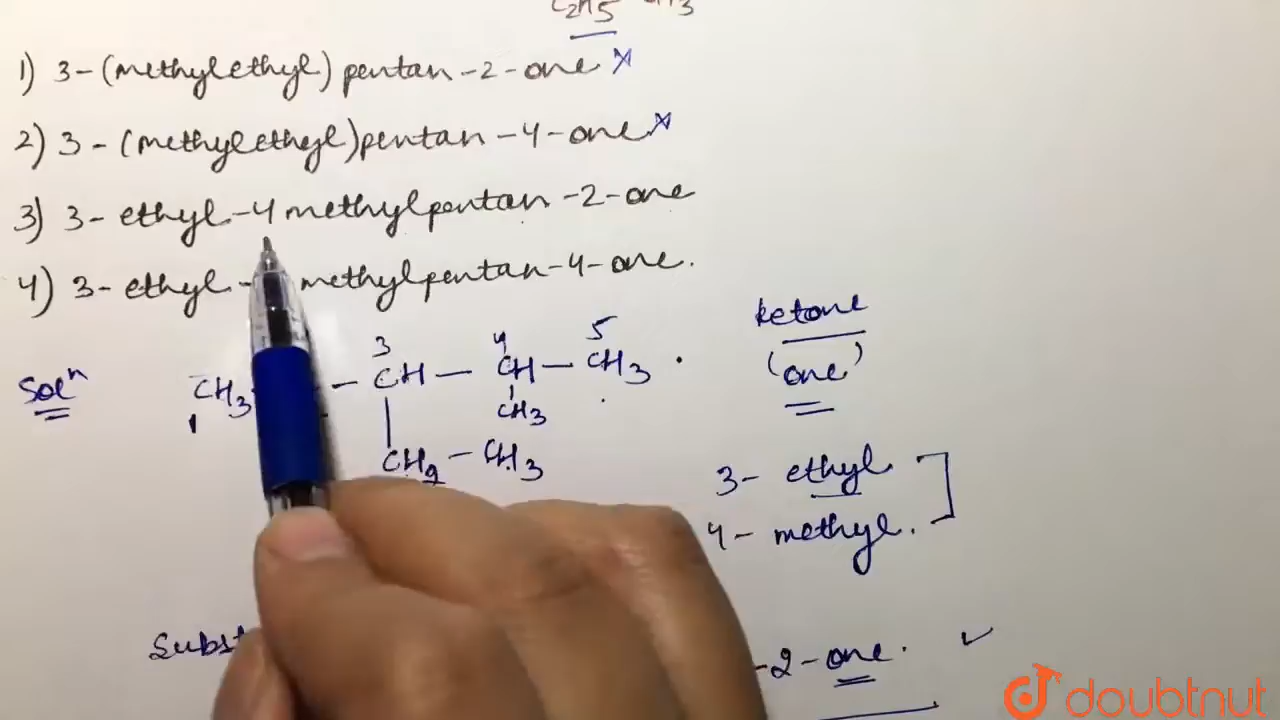 C2H5 CH3
1) 3-(methylethyl) pentan-2-one
2) 3-(methylethyl)pentan-4-one
3) 3-ethyl-4 methylpentan-2-one
4) 3-ethyl- methylpentan-4-one.
ketone
(one)
Soln
3 4 5
CH3 — CH — CH — CH3 .
1 CH3
CH2 — CH3
3- ethyl
4- methyl.
-2-one. ✓
doubtnut